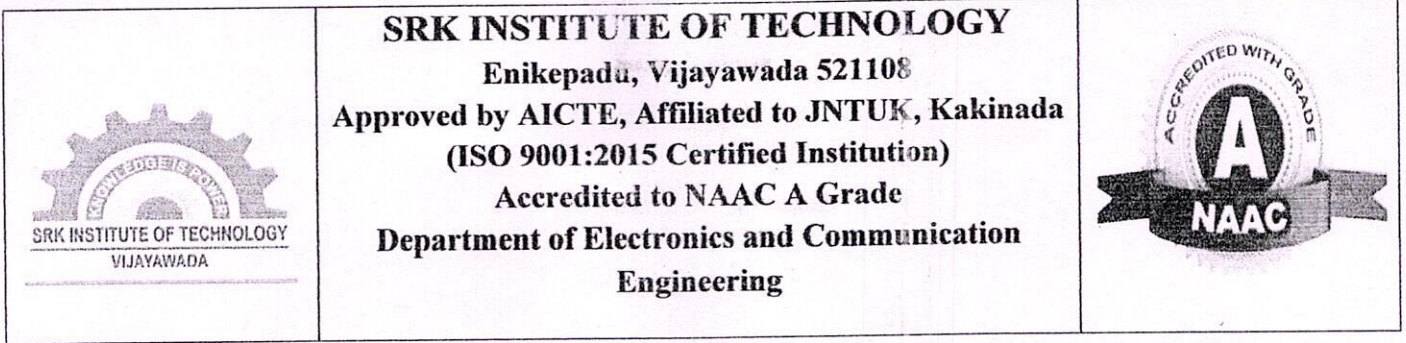 KNOWLEDGE IS POWER
SRK INSTITUTE OF TECHNOLOGY
VIJAYAWADA
SRK INSTITUTE OF TECHNOLOGY
Enikepadu, Vijayawada 521108
Approved by AICTE, Affiliated to JNTUK, Kakinada
(ISO 9001:2015 Certified Institution)
Accredited to NAAC A Grade
Department of Electronics and Communication
Engineering
ACCREDITED WITH GRADE
A
NAAC